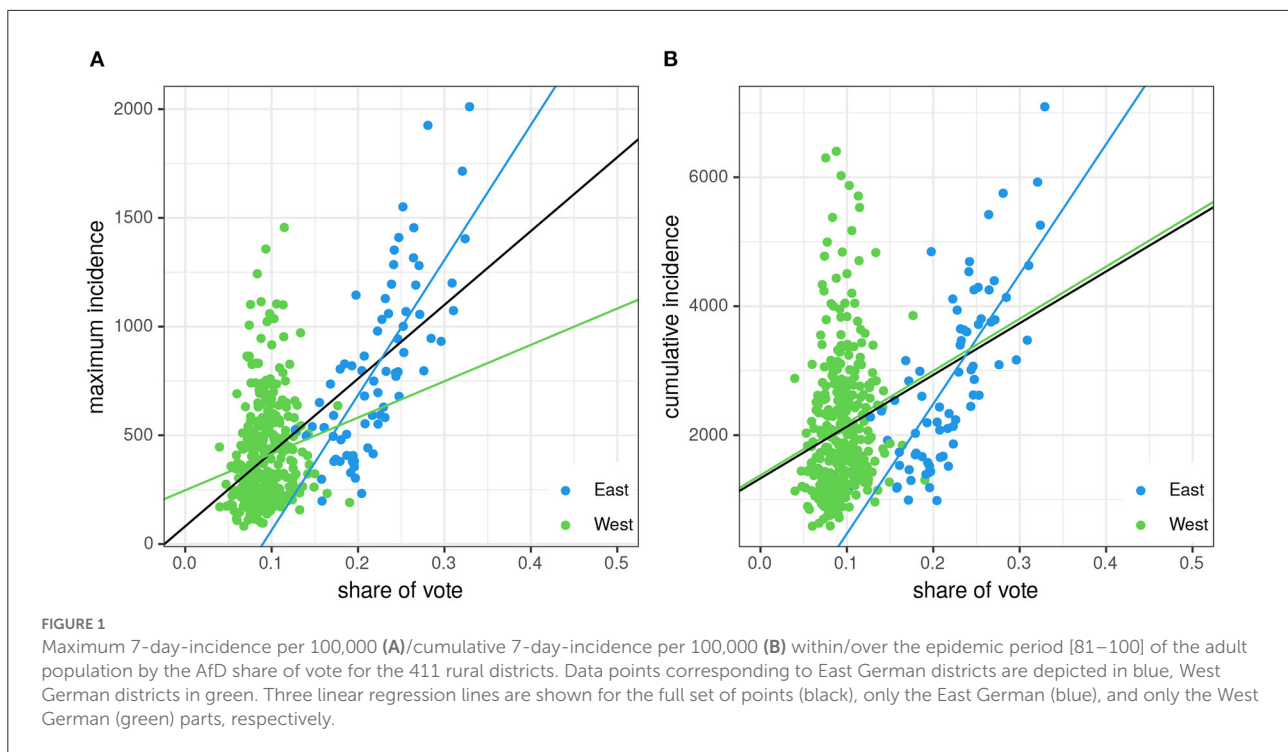 A
B
2000
1500
1000
500
0
maximum incidence
0.0 0.1 0.2 0.3 0.4 0.5
share of vote
East
West
6000
4000
2000
cumulative incidence
0.0 0.1 0.2 0.3 0.4 0.5
share of vote
East
West
FIGURE 1
Maximum 7-day-incidence per 100,000 (A)/cumulative 7-day-incidence per 100,000 (B) within/over the epidemic period [81–100] of the adult
population by the AfD share of vote for the 411 rural districts. Data points corresponding to East German districts are depicted in blue, West
German districts in green. Three linear regression lines are shown for the full set of points (black), only the East German (blue), and only the West
German (green) parts, respectively.